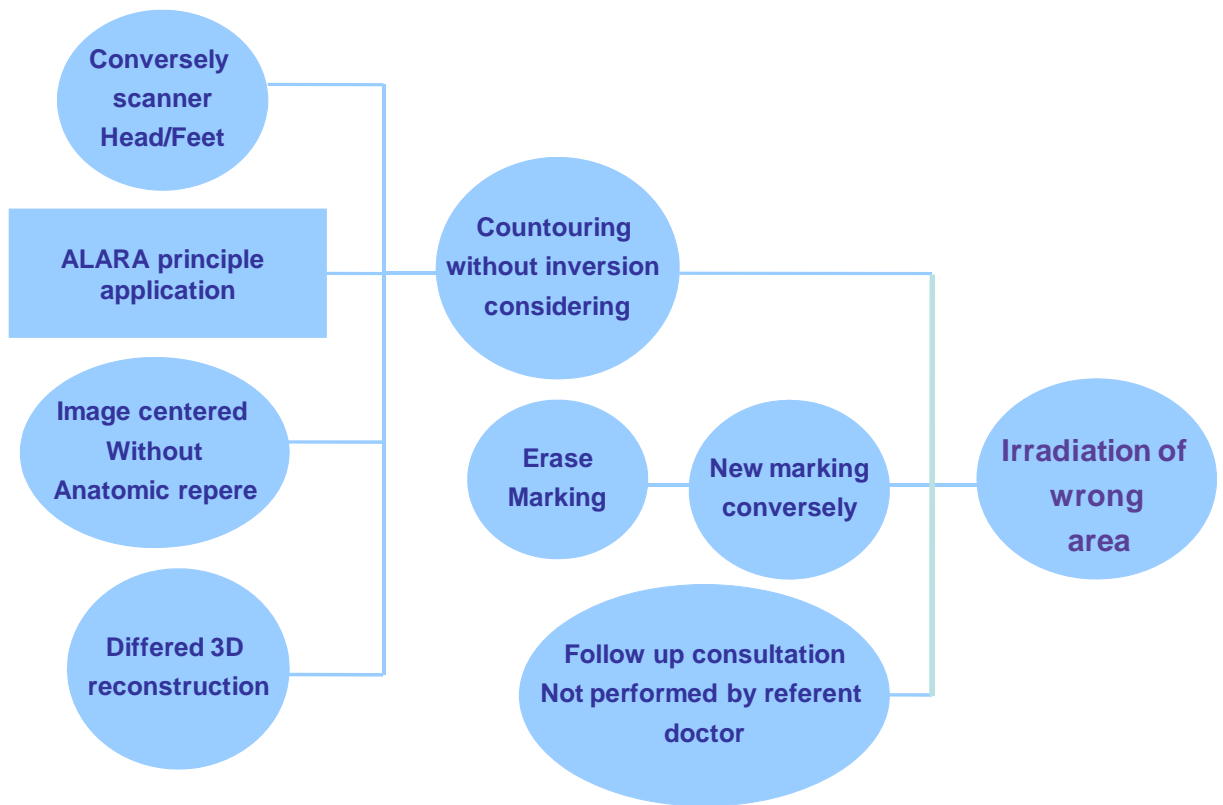 Conversely
scanner
Head/Feet
ALARA principle
application
Image centered
Without
Anatomic repere
Differed 3D
reconstruction
Countouring
without inversion
considering
Erase
Marking
New marking
conversely
Follow up consultation
Not performed by referent
doctor
Irradiation of
wrong
area